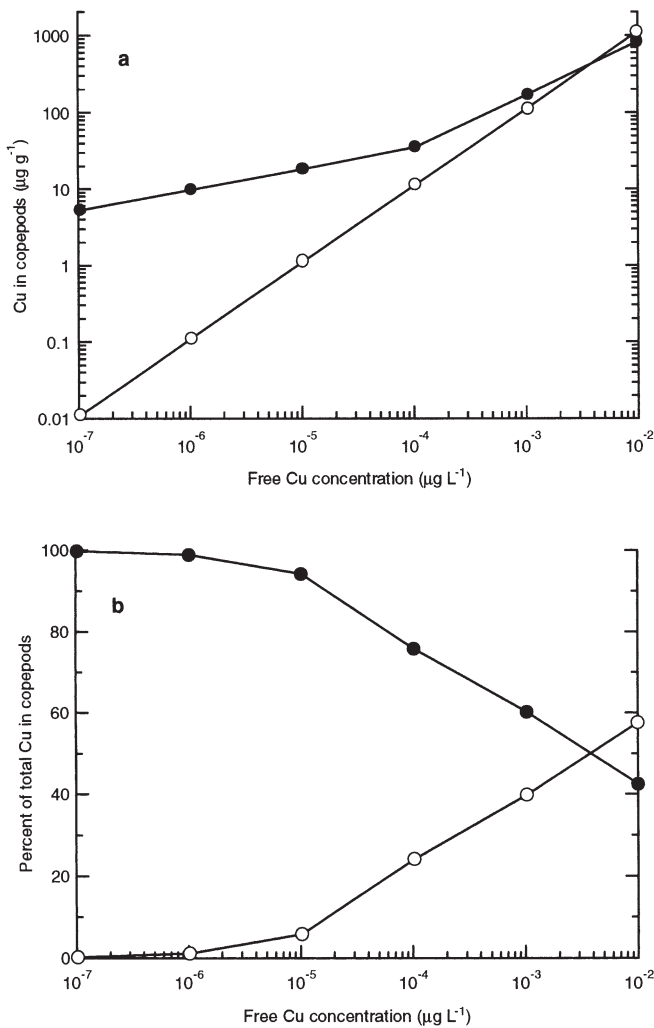 a
1000
100
10
1
0.1
0.01
Cu in copepods (µg g⁻¹)
10⁻⁷ 10⁻⁶ 10⁻⁵ 10⁻⁴ 10⁻³ 10⁻²
Free Cu concentration (µg L⁻¹)
b
100
80
60
40
20
0
Percent of total Cu in copepods
10⁻⁷ 10⁻⁶ 10⁻⁵ 10⁻⁴ 10⁻³ 10⁻²
Free Cu concentration (µg L⁻¹)